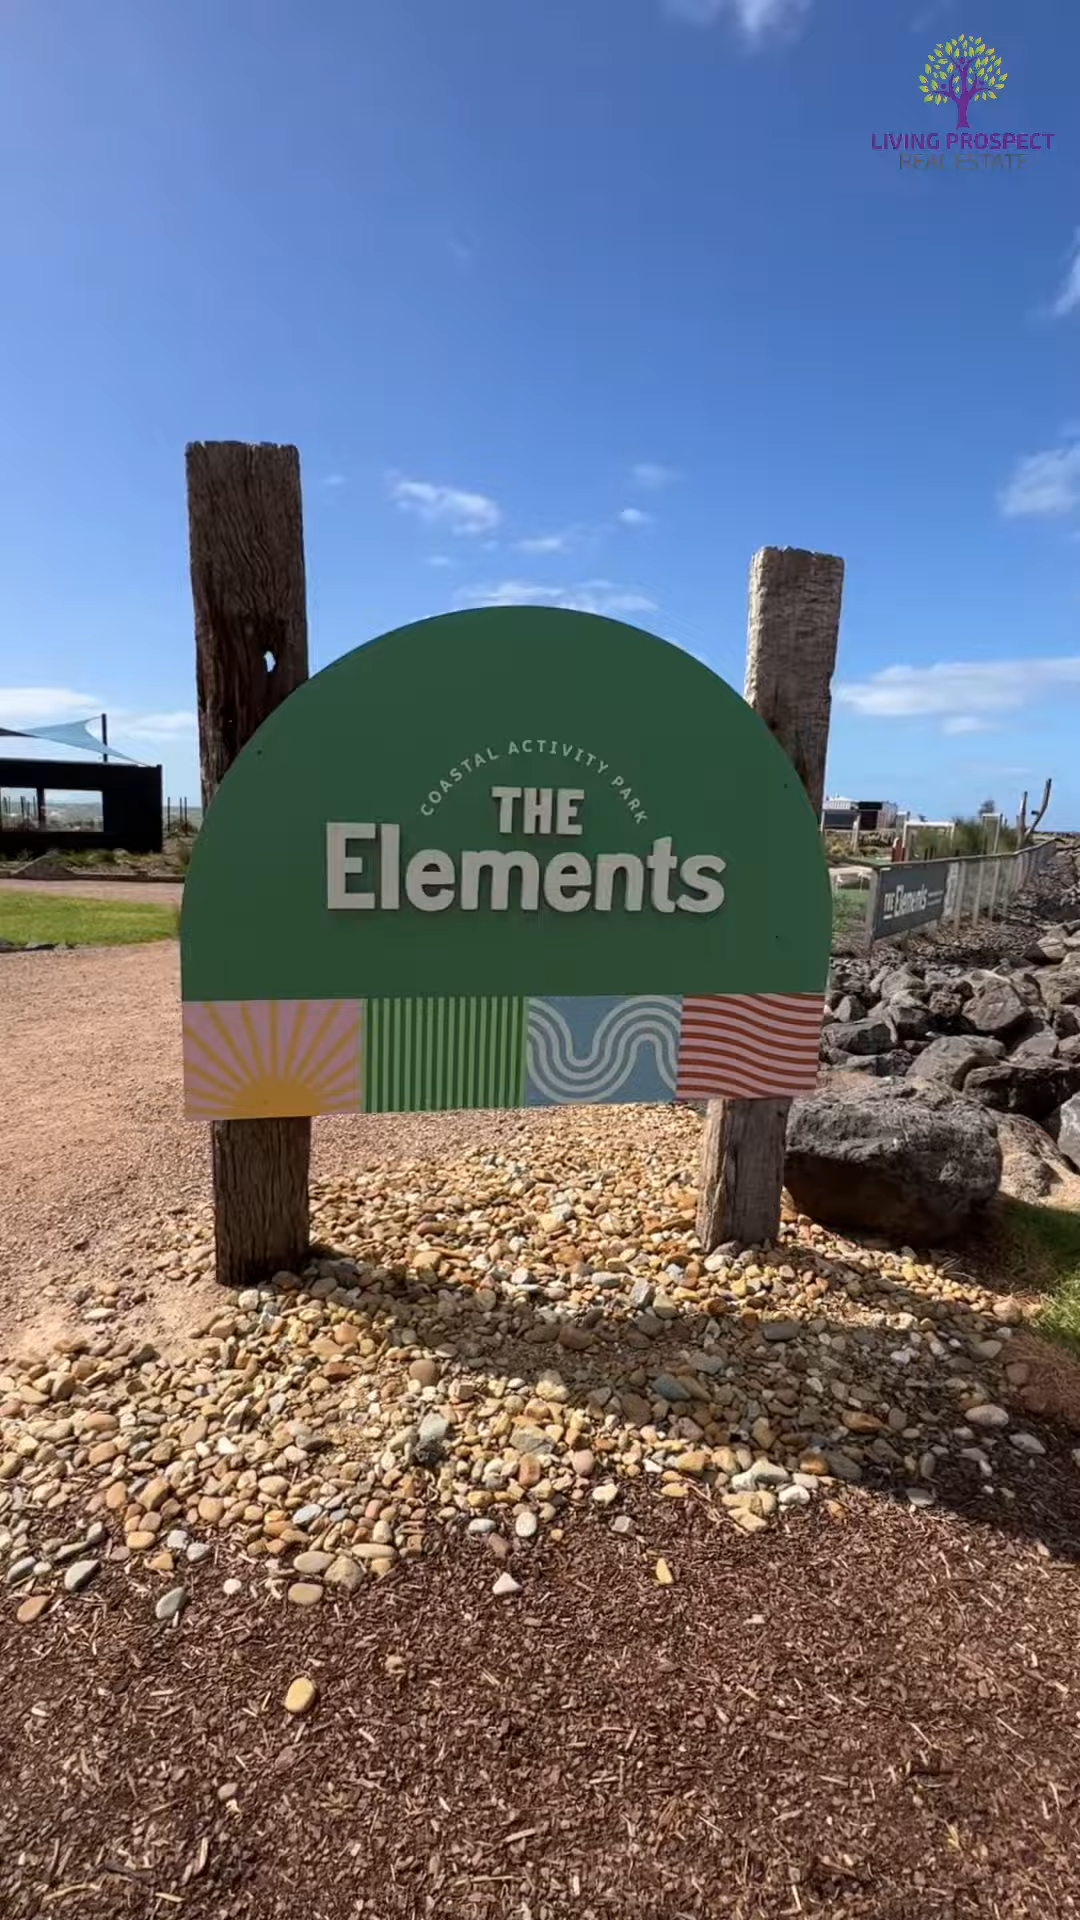 LIVING PROSPECT
REAL ESTATE
COASTAL ACTIVITY PARK
THE
Elements
THE Elements